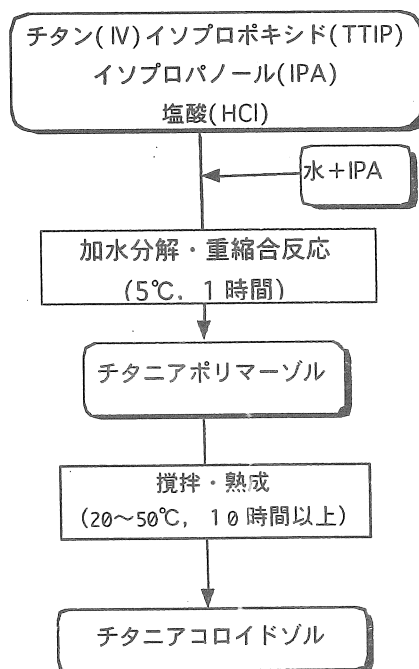 チタン(Ⅳ)イソプロポキシド(TTIP)
イソプロパノール(IPA)
塩酸(HCl)
水＋IPA
加水分解・重縮合反応
(5℃, 1時間)
チタニアポリマーゾル
撹拌・熟成
(20〜50℃, 10時間以上)
チタニアコロイドゾル